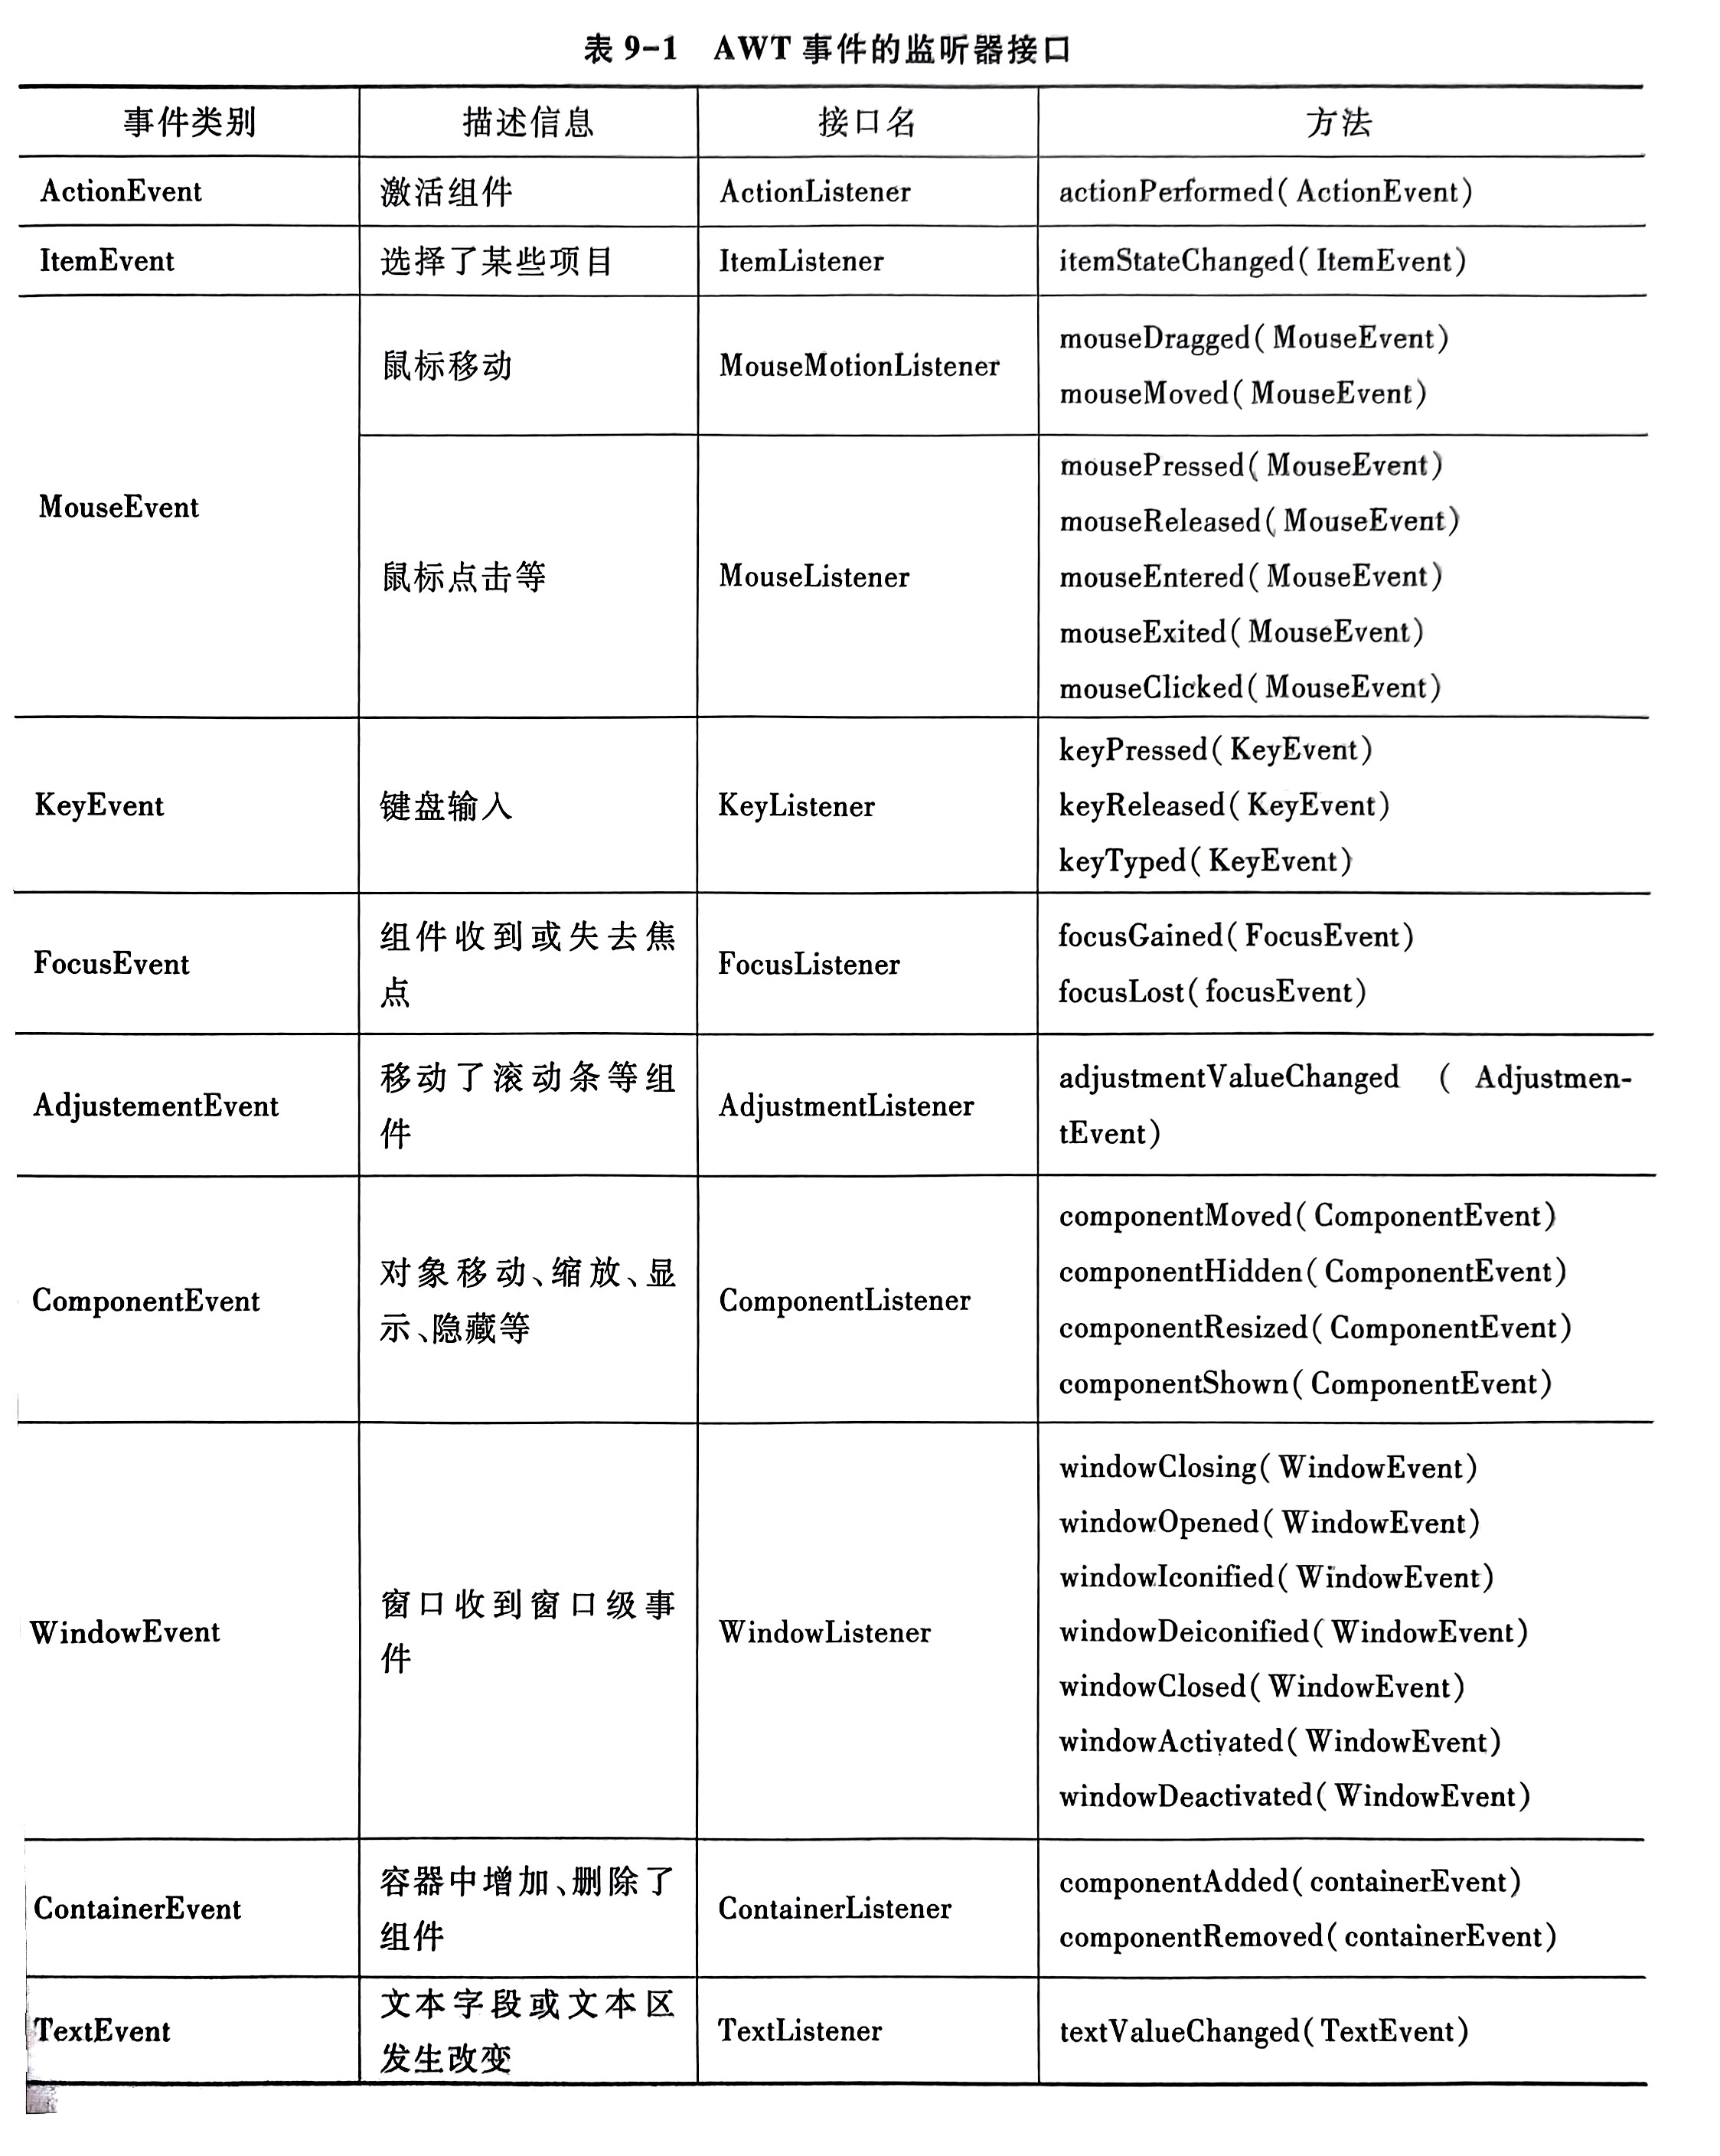 表 9-1 AWT 事件的监听器接口
事件类别 描述信息 接口名 方法
ActionEvent 激活组件 ActionListener actionPerformed( ActionEvent)
ItemEvent 选择了某些项目 ItemListener itemStateChanged( ItemEvent)
MouseEvent
鼠标移动
MouseMotionListener
mouseDragged( MouseEvent)
mouseMoved( MouseEvent)
鼠标点击等
MouseListener
mousePressed( MouseEvent)
mouseReleased( MouseEvent)
mouseEntered( MouseEvent)
mouseExited( MouseEvent)
mouseClicked( MouseEvent)
KeyEvent
键盘输入
KeyListener
keyPressed( KeyEvent)
keyReleased( KeyEvent)
keyTyped( KeyEvent)
FocusEvent
组件收到或失去焦
点
FocusListener
focusGained( FocusEvent)
focusLost( focusEvent)
AdjustementEvent
移动了滚动条等组
件
AdjustmentListener
adjustmentValueChanged ( Adjustmen-
tEvent)
ComponentEvent
对象移动、缩放、显
示、隐藏等
ComponentListener
componentMoved( ComponentEvent)
componentHidden( ComponentEvent)
componentResized( ComponentEvent)
componentShown( ComponentEvent)
WindowEvent
窗口收到窗口级事
件
WindowListener
windowClosing( WindowEvent)
windowOpened( WindowEvent)
windowIconified( WindowEvent)
windowDeiconified( WindowEvent)
windowClosed( WindowEvent)
windowActivated( WindowEvent)
windowDeactivated( WindowEvent)
ContainerEvent
容器中增加、删除了
组件
ContainerListener
componentAdded( containerEvent)
componentRemoved( containerEvent)
TextEvent
文本字段或文本区
发生改变
TextListener
textValueChanged( TextEvent)